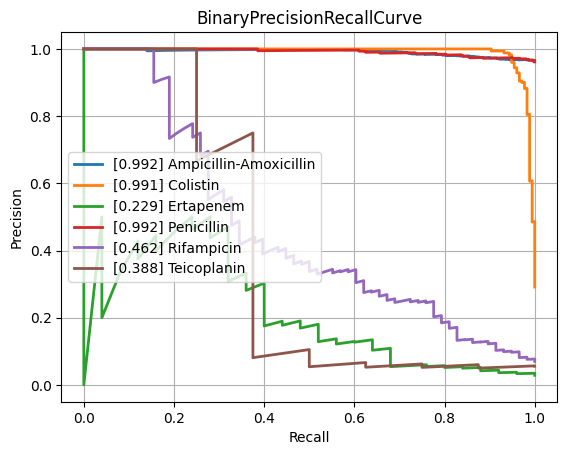 BinaryPrecisionRecallCurve
Precision
1.0
0.8
0.6
0.4
0.2
0.0
[0.992] Ampicillin-Amoxicillin
[0.991] Colistin
[0.229] Ertapenem
[0.992] Penicillin
[0.462] Rifampicin
[0.388] Teicoplanin
0.0 0.2 0.4 0.6 0.8 1.0
Recall